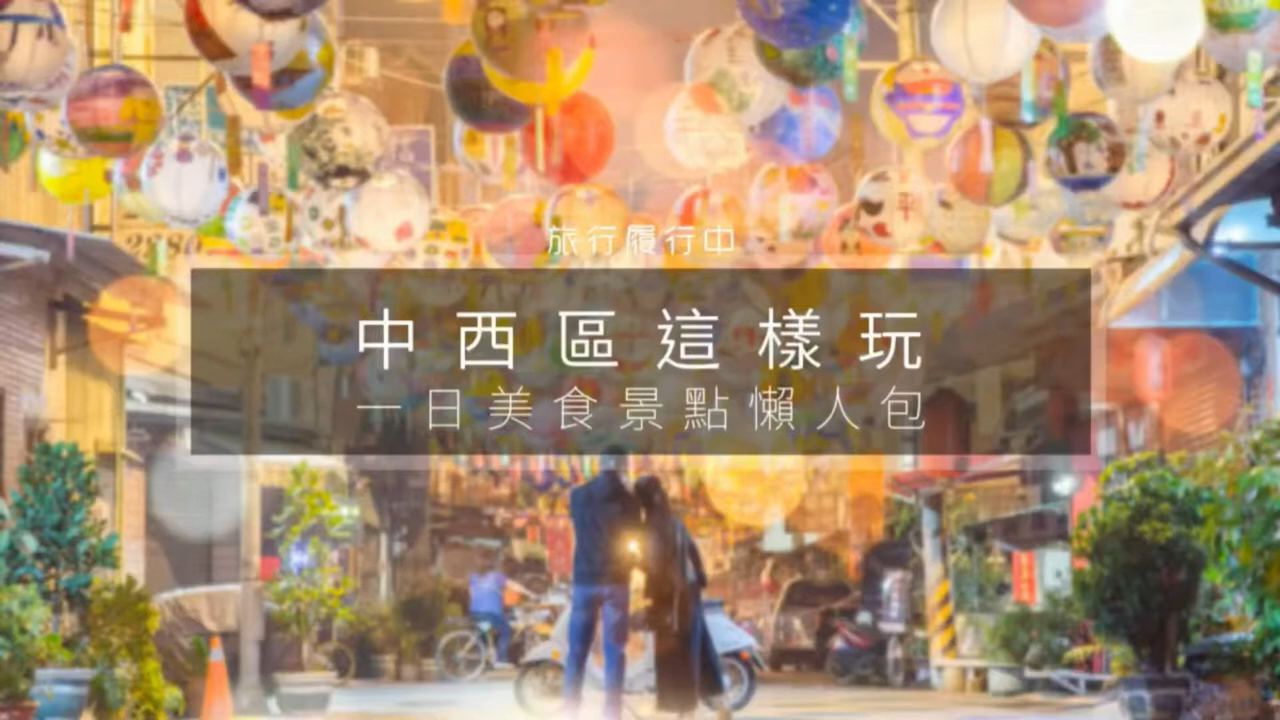 旅行履行中
中西區這樣玩
一日美食景點懶人包
平